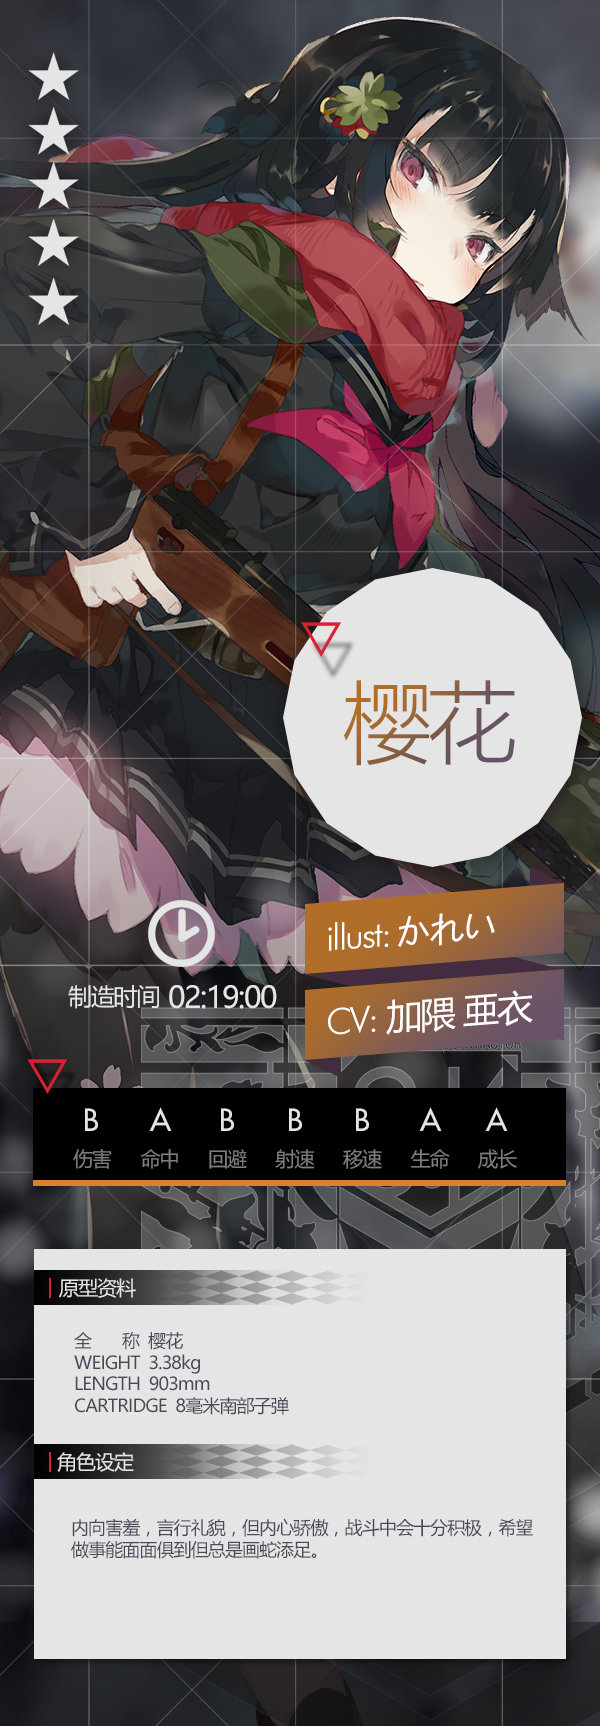 樱花
illust: かれい
制造时间 02:19:00
CV: 加隈 亜衣
B A B B B A A
伤害 命中 回避 射速 移速 生命 成长
原型资料
全 称 樱花
WEIGHT 3.38kg
LENGTH 903mm
CARTRIDGE 8毫米南部子弹
角色设定
内向害羞，言行礼貌，但内心骄傲，战斗中会十分积极，希望
做事能面面俱到但总是画蛇添足。